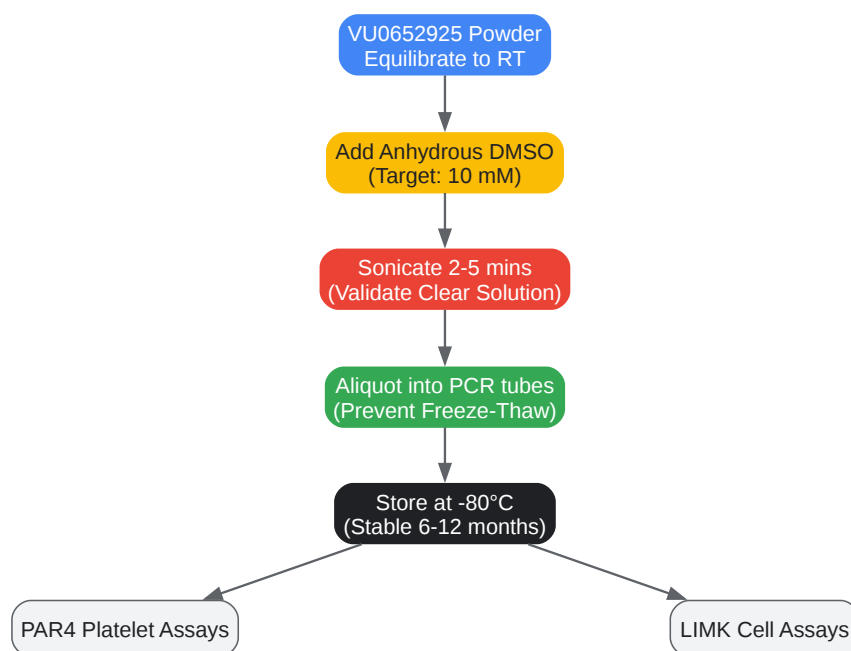 VU0652925 Powder
Equilibrate to RT
Add Anhydrous DMSO
(Target: 10 mM)
Sonicate 2-5 mins
(Validate Clear Solution)
Aliquot into PCR tubes
(Prevent Freeze-Thaw)
Store at -80°C
(Stable 6-12 months)
PAR4 Platelet Assays
LIMK Cell Assays